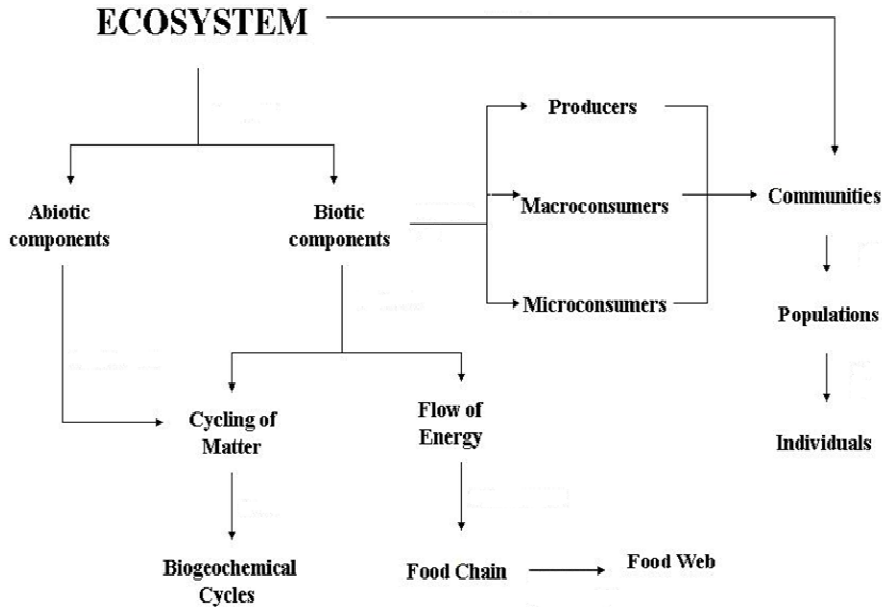 ECOSYSTEM
Producers
Abiotic
components
Biotic
components
Macroconsumers
Communities
Microconsumers
Populations
Cycling of
Matter
Flow of
Energy
Individuals
Biogeochemical
Cycles
Food Chain
Food Web